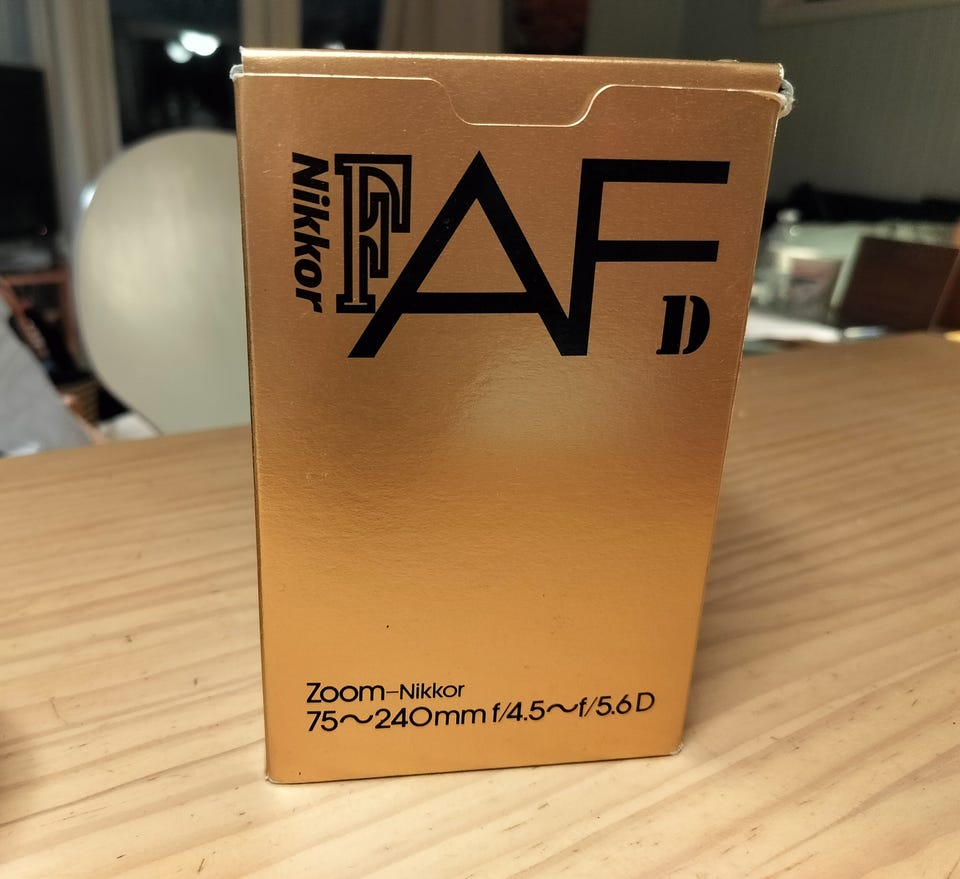 Nikkor
F AF
D
Zoom-Nikkor
75～240mm f/4.5～f/5.6 D